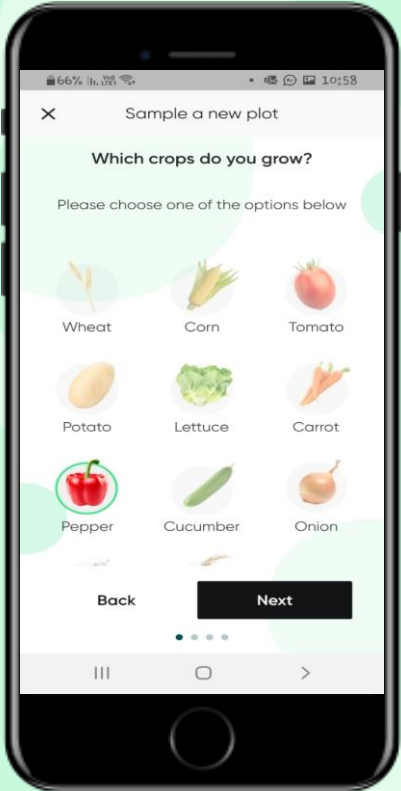 66% 10:58
Sample a new plot
Which crops do you grow?
Please choose one of the options below
Wheat Corn Tomato
Potato Lettuce Carrot
Pepper Cucumber Onion
Back Next